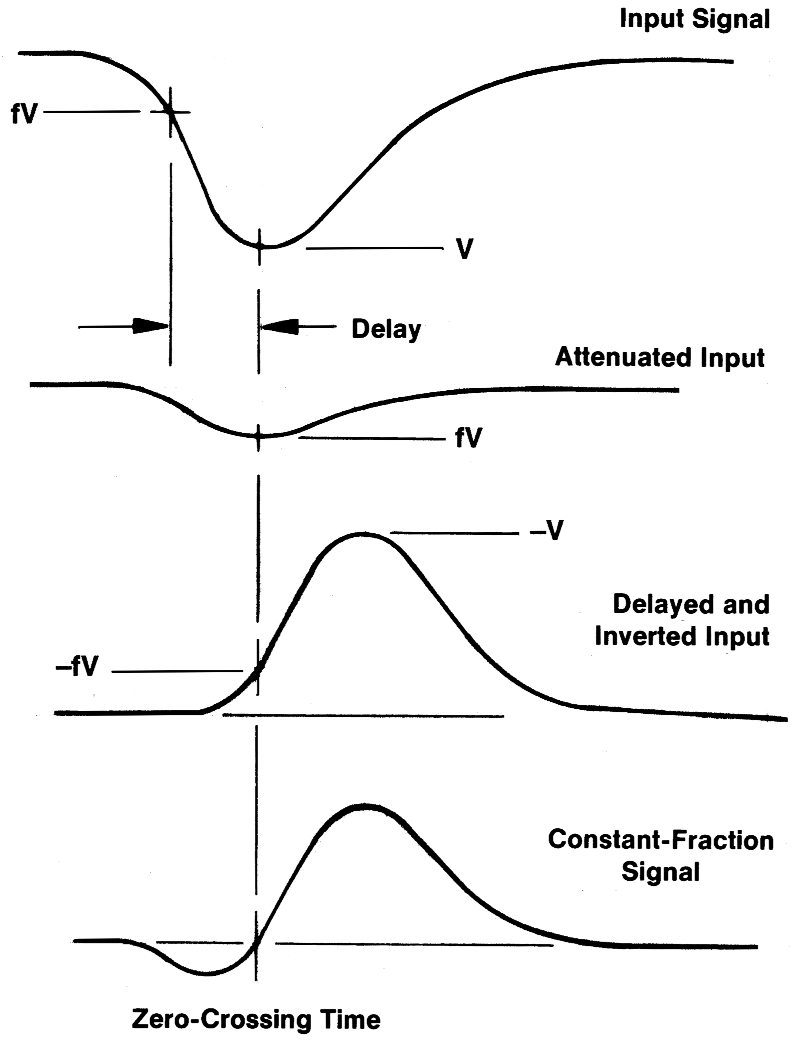 Input Signal
fV
V
Delay
Attenuated Input
fV
–V
Delayed and
Inverted Input
–fV
Constant-Fraction
Signal
Zero-Crossing Time